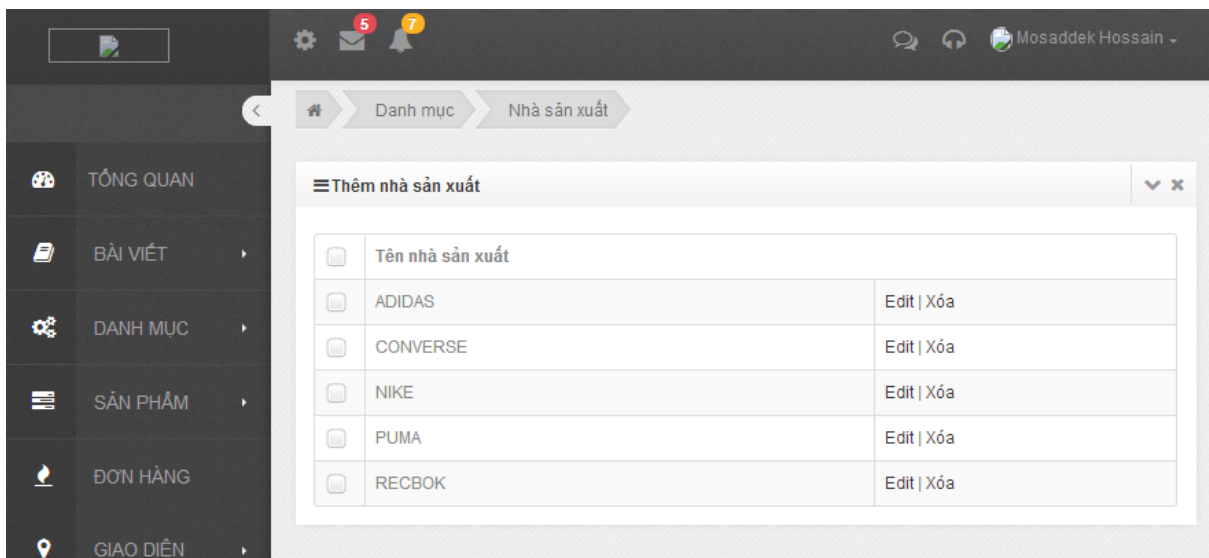 5 7
Mosaddek Hossain
Danh mục Nhà sản xuất
TỔNG QUAN
BÀI VIẾT
DANH MỤC
SẢN PHẨM
ĐƠN HÀNG
GIAO DIỆN
Thêm nhà sản xuất
Tên nhà sản xuất
ADIDAS Edit | Xóa
CONVERSE Edit | Xóa
NIKE Edit | Xóa
PUMA Edit | Xóa
RECBOK Edit | Xóa